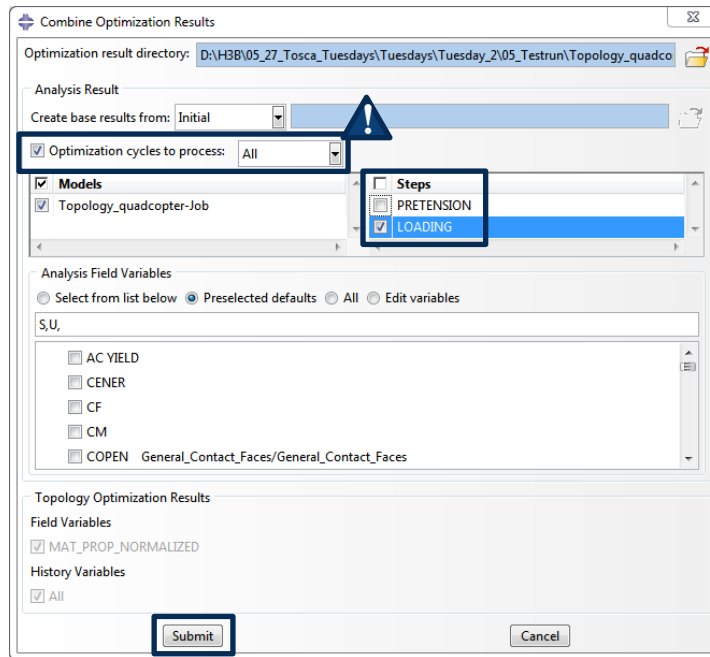 Combine Optimization Results
Optimization result directory: D:\H3B\05_27_Tosca_Tuesdays\Tuesdays\Tuesday_2\05_Testrun\Topology_quadco
Analysis Result
Create base results from: Initial
Optimization cycles to process: All
Models
Topology_quadcopter-Job
Steps
PRETENSION
LOADING
Analysis Field Variables
Select from list below Preselected defaults All Edit variables
S,U,
AC YIELD
CENER
CF
CM
COPEN General_Contact_Faces/General_Contact_Faces
Topology Optimization Results
Field Variables
MAT_PROP_NORMALIZED
History Variables
All
Submit Cancel